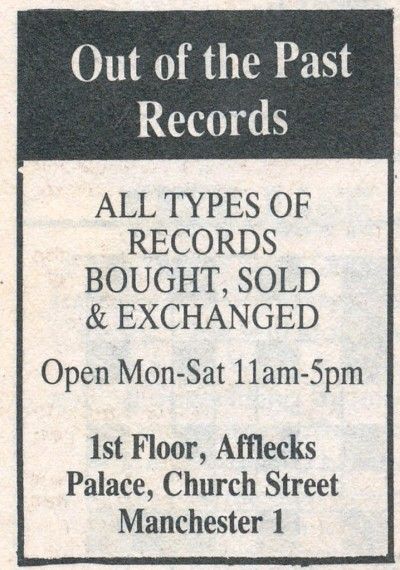 Out of the Past
Records
ALL TYPES OF
RECORDS
BOUGHT, SOLD
& EXCHANGED
Open Mon-Sat 11am-5pm
1st Floor, Afflecks
Palace, Church Street
Manchester 1